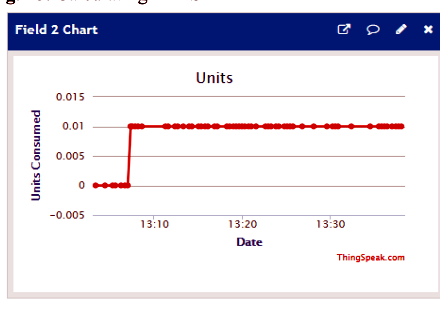 Field 2 Chart
Units
0.015
0.01
0.005
0
-0.005
Units Consumed
13:10 13:20 13:30
Date
ThingSpeak.com